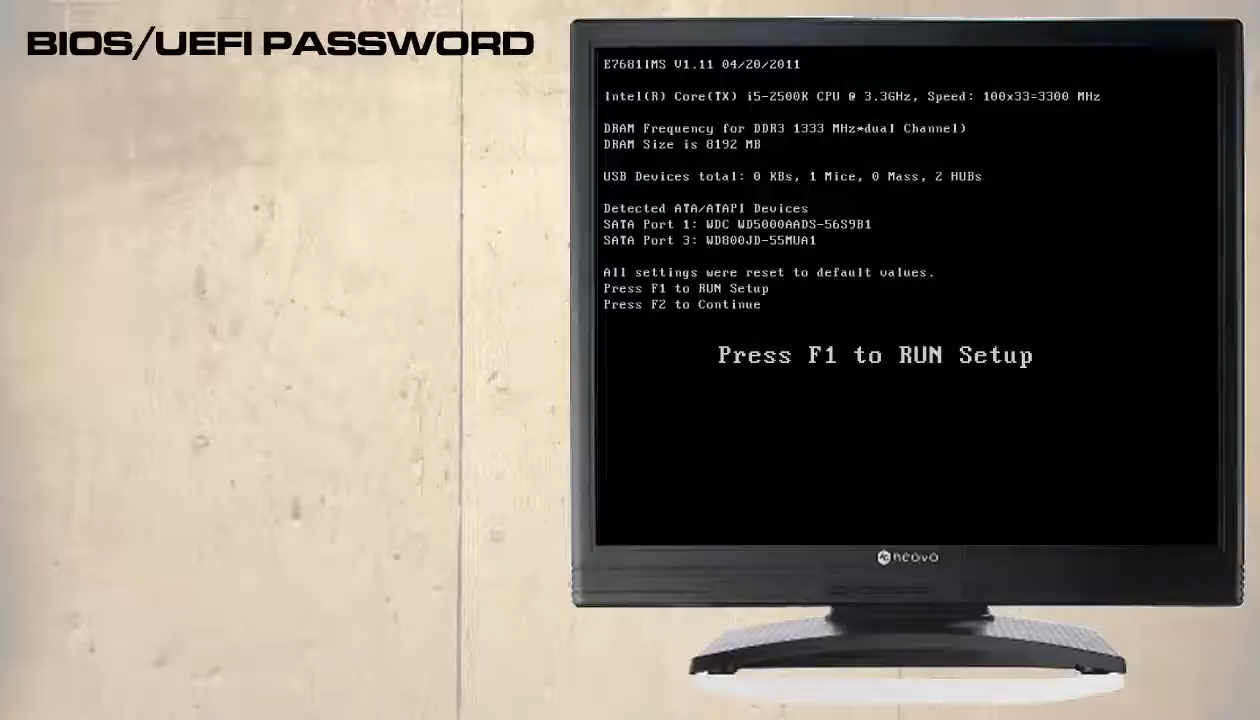 BIOS/UEFI PASSWORD
E7681IMS V1.11 04/20/2011
Intel(R) Core(TX) i5-2500K CPU @ 3.3GHz, Speed: 100x33=3300 MHz
DRAM Frequency for DDR3 1333 MHz*dual Channel)
DRAM Size is 8192 MB
USB Devices total: 0 KBs, 1 Mice, 0 Mass, 2 HUBs
Detected ATA/ATAPI Devices
SATA Port 1: WDC WD5000AADS-56S9B1
SATA Port 3: WD800JD-55MUA1
All settings were reset to default values.
Press F1 to RUN Setup
Press F2 to Continue
Press F1 to RUN Setup
neovo